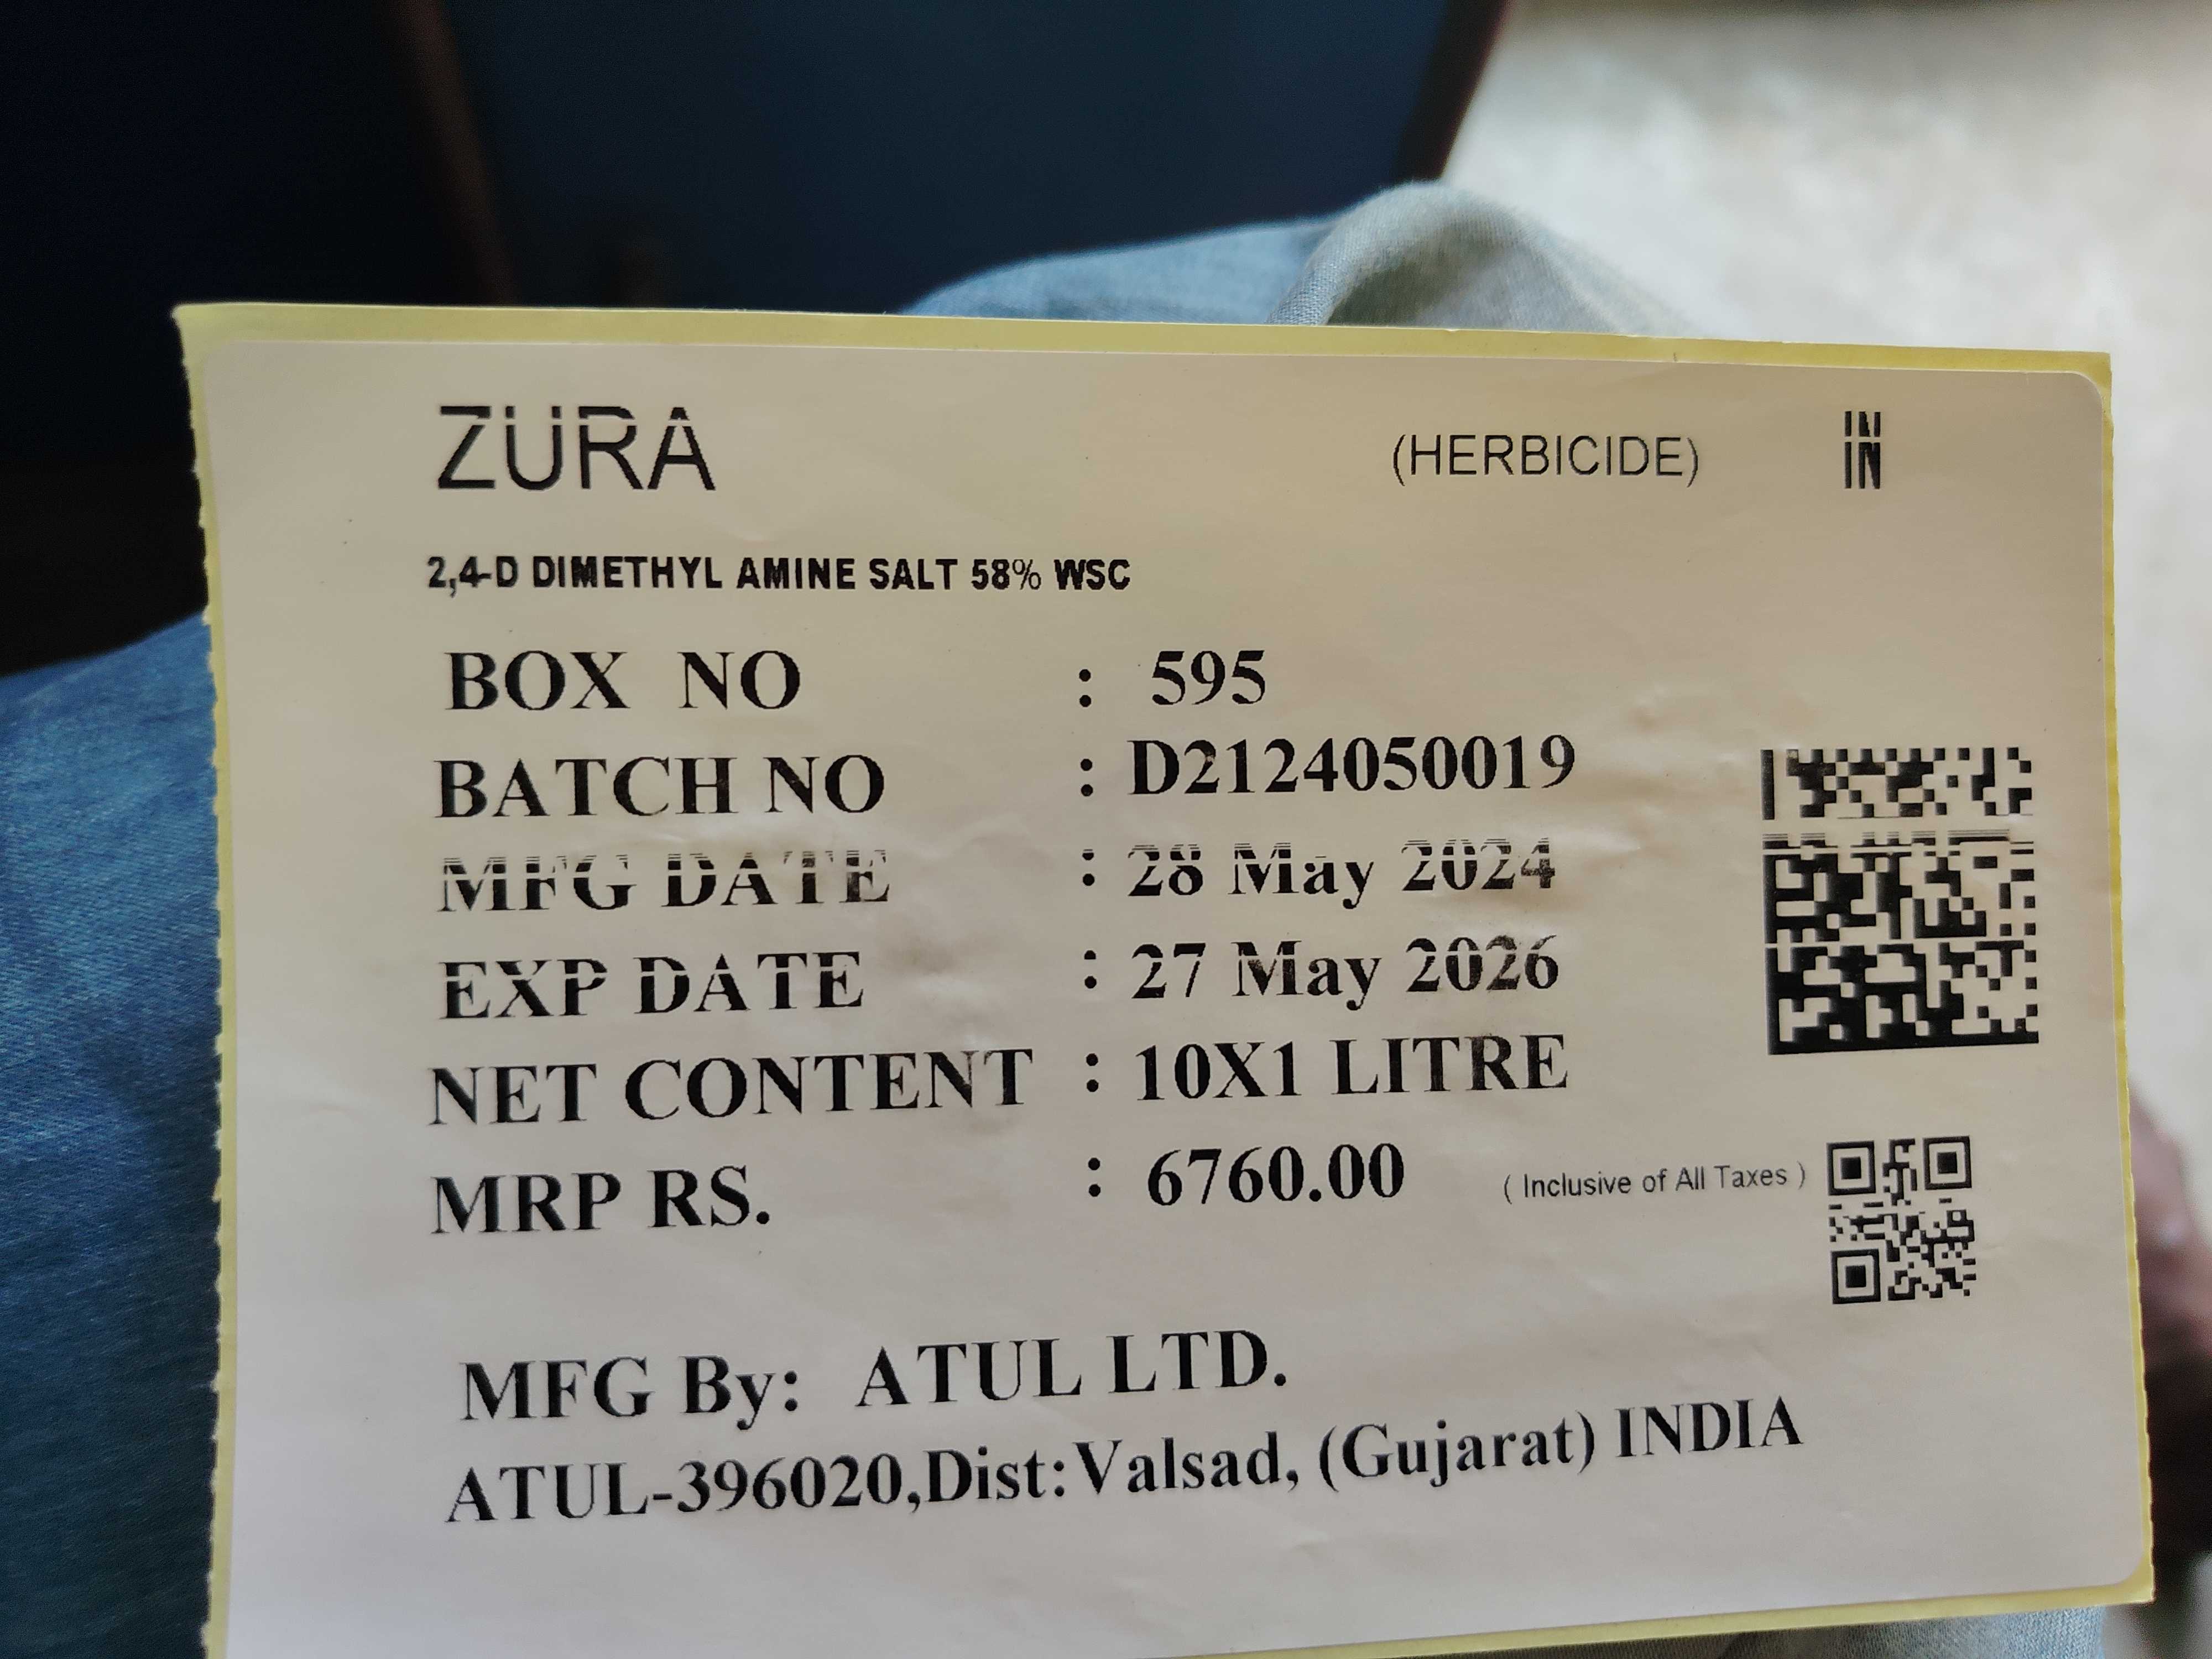 ZURA (HERBICIDE) IN
2,4-D DIMETHYL AMINE SALT 58% WSC
BOX NO : 595
BATCH NO : D2124050019
MFG DATE : 28 May 2024
EXP DATE : 27 May 2026
NET CONTENT : 10X1 LITRE
MRP RS. : 6760.00 ( Inclusive of All Taxes )
MFG By: ATUL LTD.
ATUL-396020,Dist:Valsad, (Gujarat) INDIA